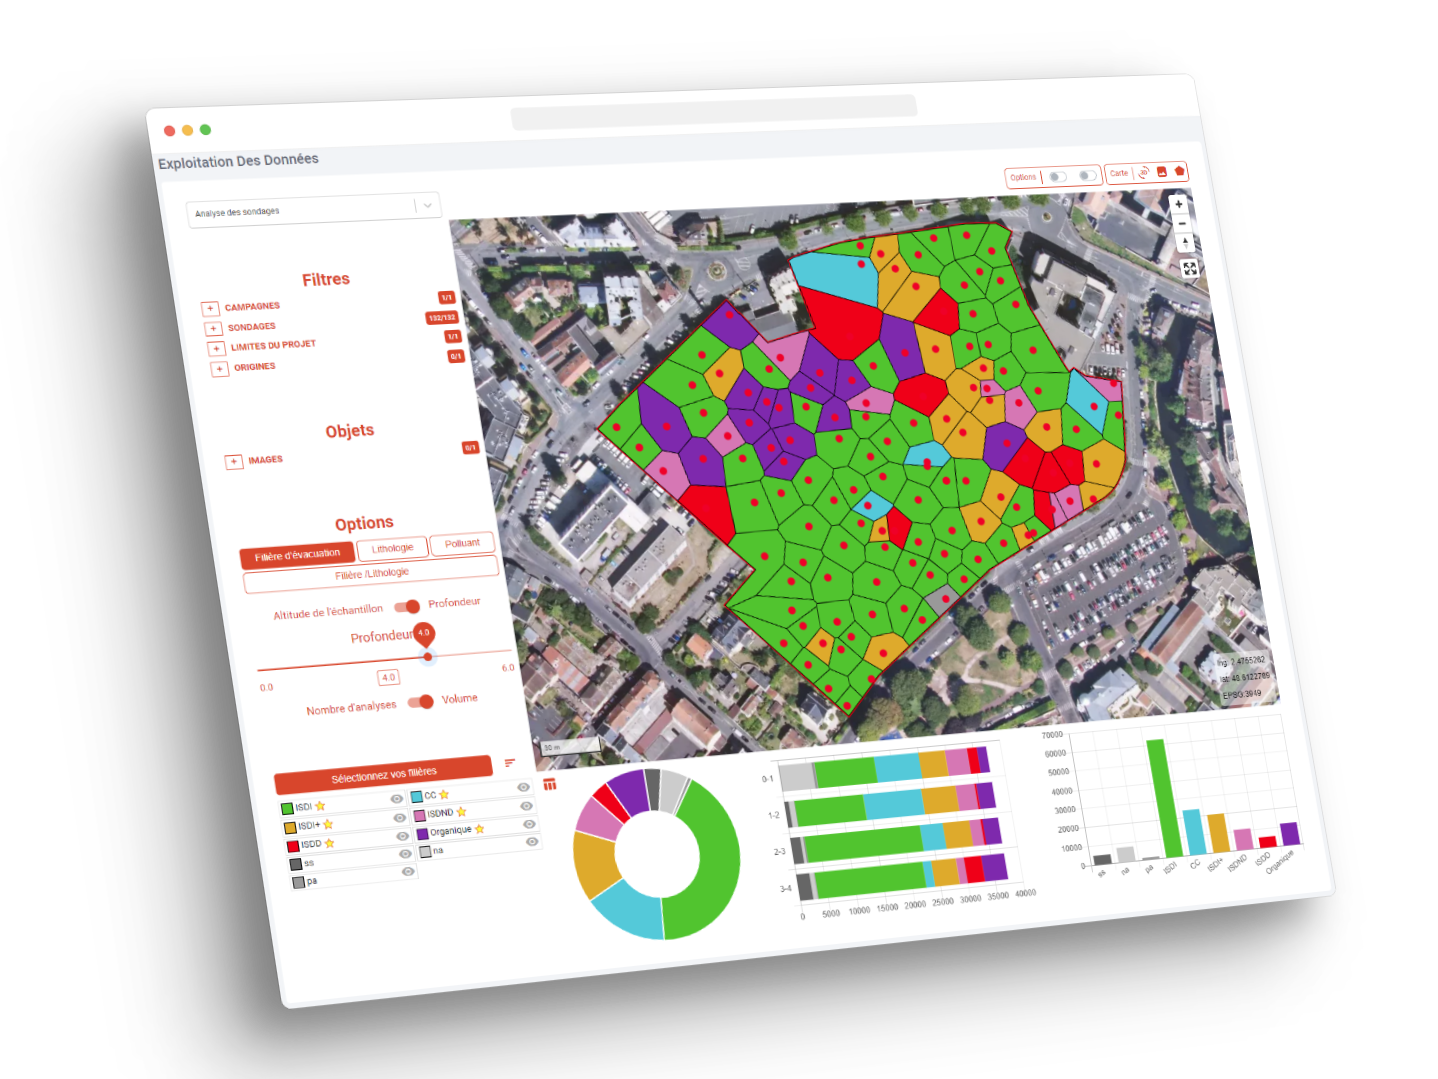 Exploitation Des Données
Options
Carte
Analyse des sondages
Filtres
+ CAMPAGNES 1/1
+ SONDAGES 132/132
+ LIMITES DU PROJET 1/1
+ ORIGINES 0/1
Objets
+ IMAGES 0/1
Options
Filière d'évacuation Lithologie Polluant
Filière /Lithologie
Altitude de l'échantillon Profondeur
Profondeur 4.0
0.0 4.0 6.0
Nombre d'analyses Volume
Sélectionnez vos filières
ISDI CC
ISDI+ ISDND
ISDD Organique
ss na
pa
+
−
lng: 2.4765262
lat: 48.8122769
EPSG:3949
30 m
0-1
1-2
2-3
3-4
0 5000 10000 15000 20000 25000 30000 35000 40000
70000
60000
50000
40000
30000
20000
10000
0
ss na pa ISDI CC ISDI+ ISDND ISDD Organique